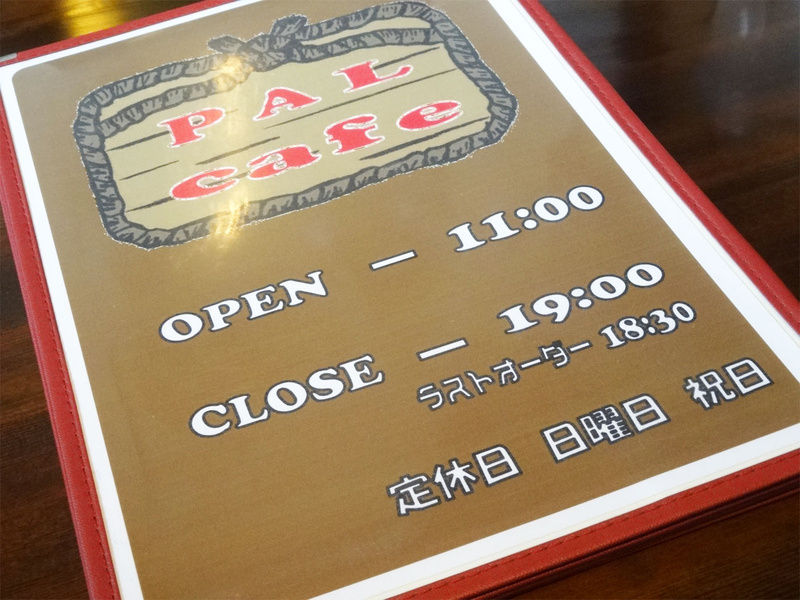 PAL
cafe
OPEN － 11:00
CLOSE － 19:00
ラストオーダー 18:30
定休日 日曜日 祝日